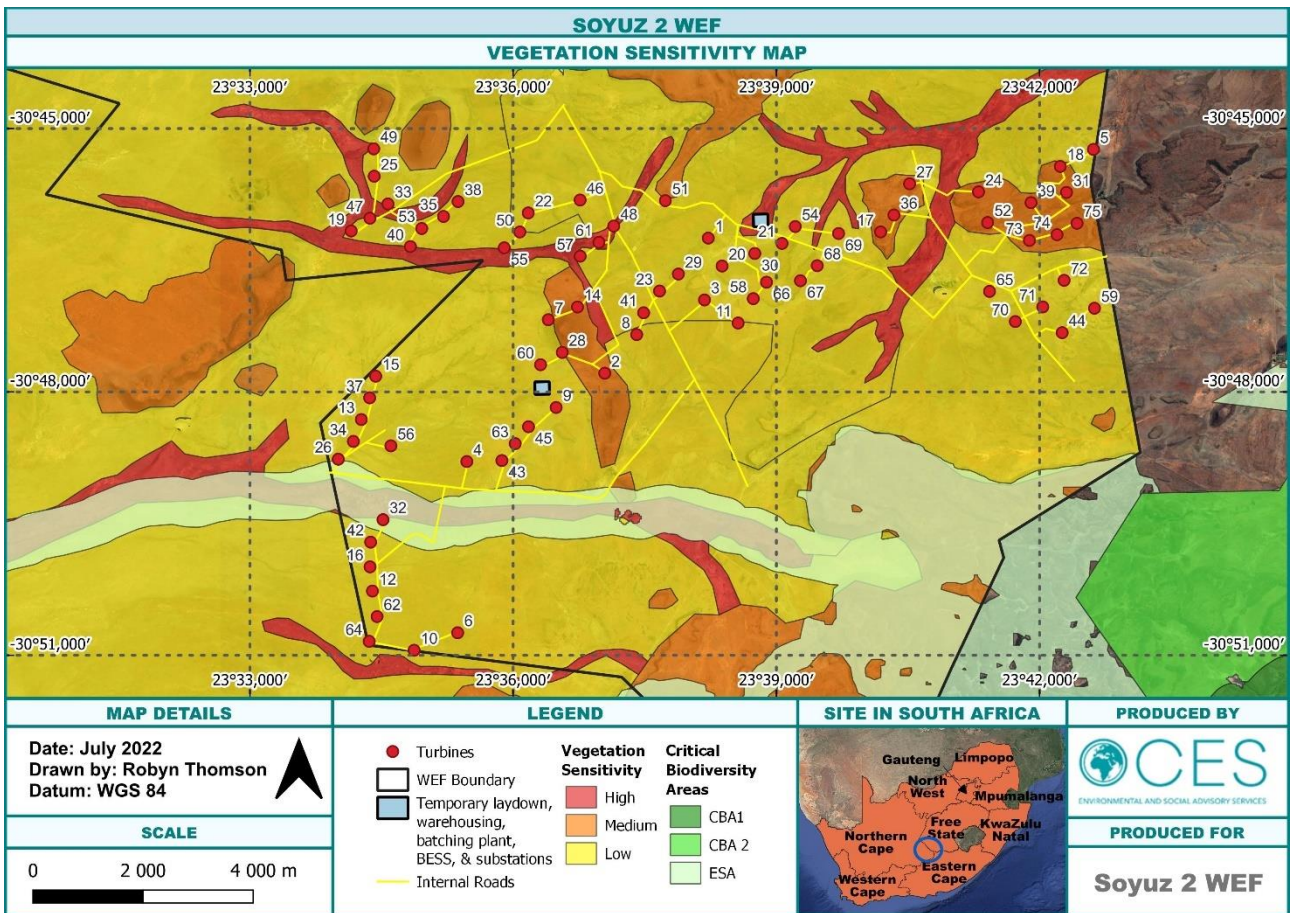 SOYUZ 2 WEF
VEGETATION SENSITIVITY MAP
23°33,000' 23°36,000' 23°39,000' 23°42,000'
-30°45,000' -30°45,000'
49 5
25 18
27
33 38 46 51 24 39 31
47 35 22 36
19 53 50 48 1 54 17 52 74 75
40 61 21 69 73
55 57 20 68
30
23 29 72
14 58 66 67 65
7 41 3 71 59
8 11 70 44
28
60 2
15
-30°48,000' -30°48,000'
37 9
13
34 56 63 45
26 4 43
32
42
16
12
62 6
64 10
-30°51,000' -30°51,000'
23°33,000' 23°36,000' 23°39,000' 23°42,000'
MAP DETAILS
Date: July 2022
Drawn by: Robyn Thomson
Datum: WGS 84
SCALE
0 2 000 4 000 m
LEGEND
Turbines
WEF Boundary
Temporary laydown,
warehousing,
batching plant,
BESS, & substations
Internal Roads
Vegetation
Sensitivity
High
Medium
Low
Critical
Biodiversity
Areas
CBA1
CBA 2
ESA
SITE IN SOUTH AFRICA
Limpopo
Gauteng
North
West
Mpumalanga
Free
State
KwaZulu
Natal
Northern
Cape
Eastern
Cape
Western
Cape
PRODUCED BY
CES
ENVIRONMENTAL AND SOCIAL ADVISORY SERVICES
PRODUCED FOR
Soyuz 2 WEF